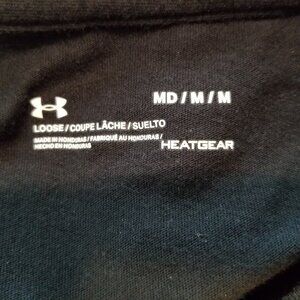 MD / M / M
LOOSE / COUPE LÂCHE / SUELTO
MADE IN HONDURAS / FABRIQUÉ AU HONDURAS /
HECHO EN HONDURAS
HEATGEAR